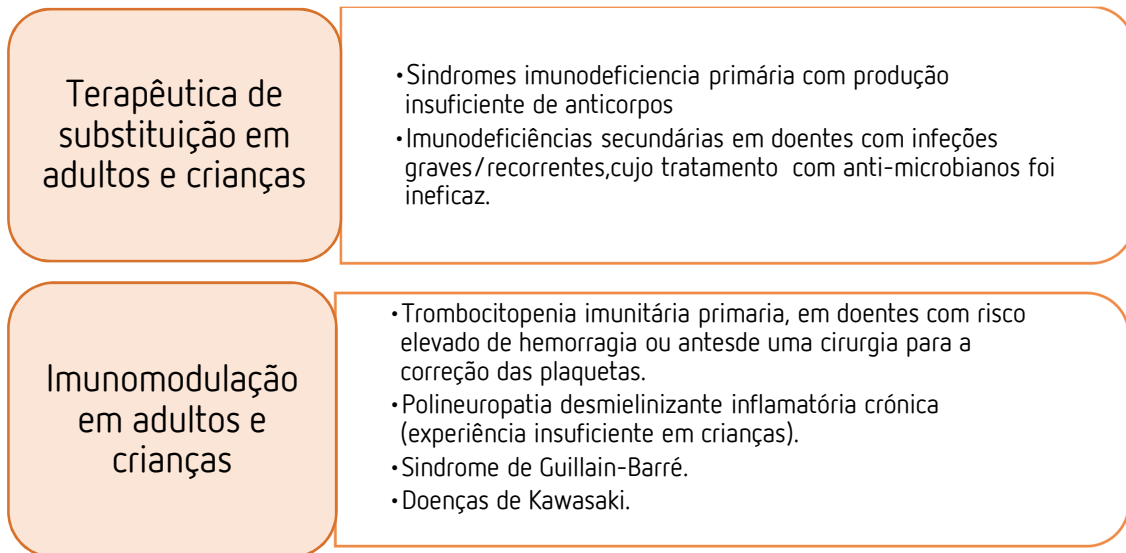 Terapêutica de
substituição em
adultos e crianças
•Sindromes imunodeficiencia primária com produção
insuficiente de anticorpos
•Imunodeficiências secundárias em doentes com infeções
graves/recorrentes,cujo tratamento com anti-microbianos foi
ineficaz.
Imunomodulação
em adultos e
crianças
•Trombocitopenia imunitária primaria, em doentes com risco
elevado de hemorragia ou antesde uma cirurgia para a
correção das plaquetas.
•Polineuropatia desmielinizante inflamatória crónica
(experiência insuficiente em crianças).
•Sindrome de Guillain-Barré.
•Doenças de Kawasaki.